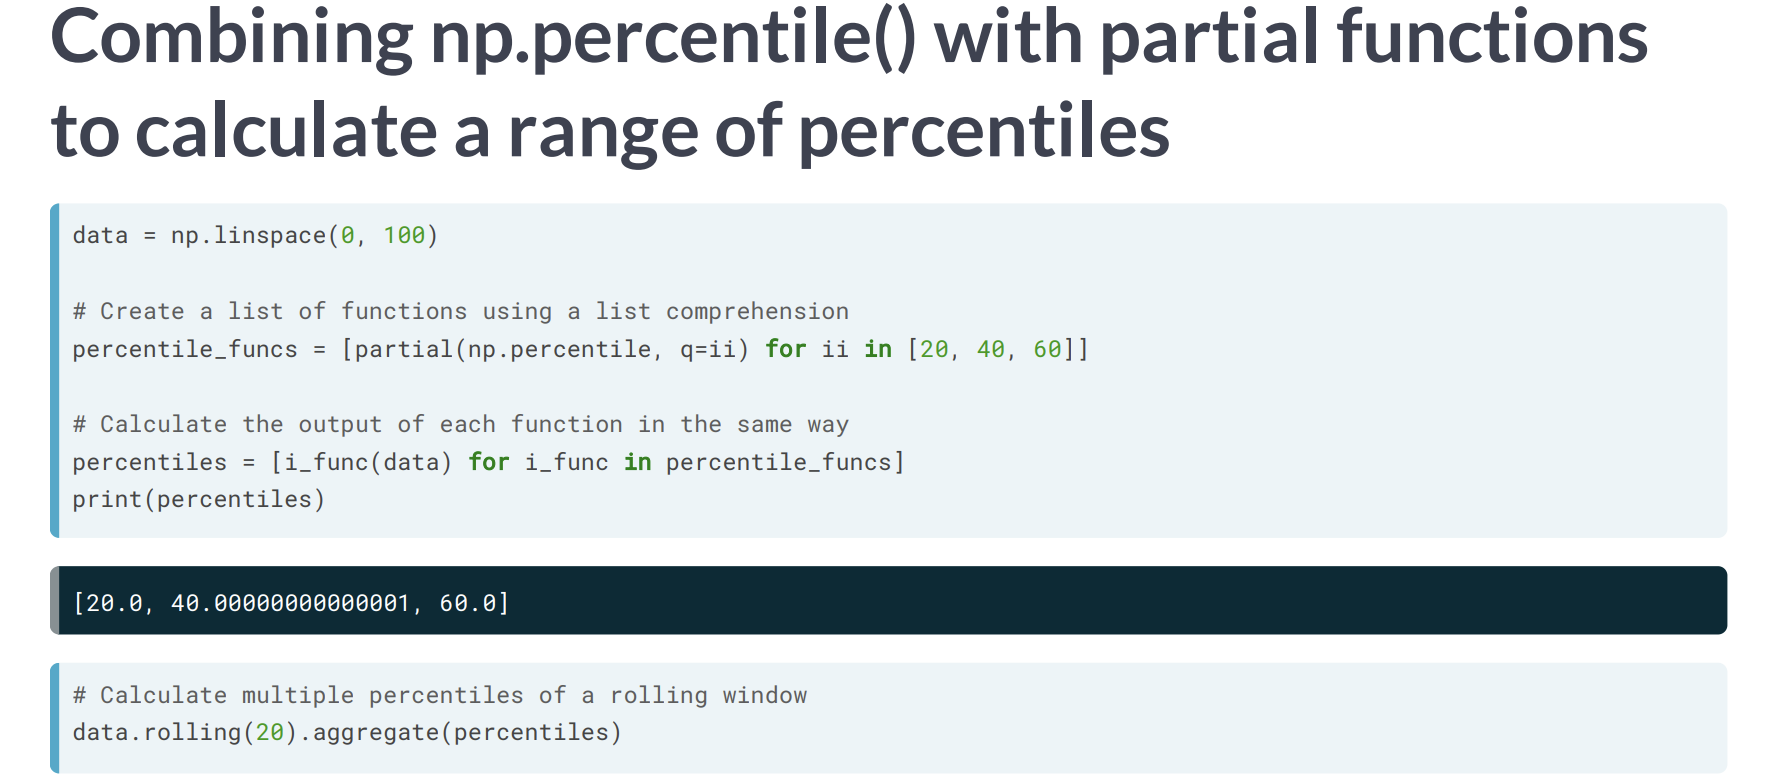 Combining np.percentile() with partial functions
to calculate a range of percentiles
data = np.linspace(0, 100)
# Create a list of functions using a list comprehension
percentile_funcs = [partial(np.percentile, q=ii) for ii in [20, 40, 60]]
# Calculate the output of each function in the same way
percentiles = [i_func(data) for i_func in percentile_funcs]
print(percentiles)
[20.0, 40.00000000000001, 60.0]
# Calculate multiple percentiles of a rolling window
data.rolling(20).aggregate(percentiles)